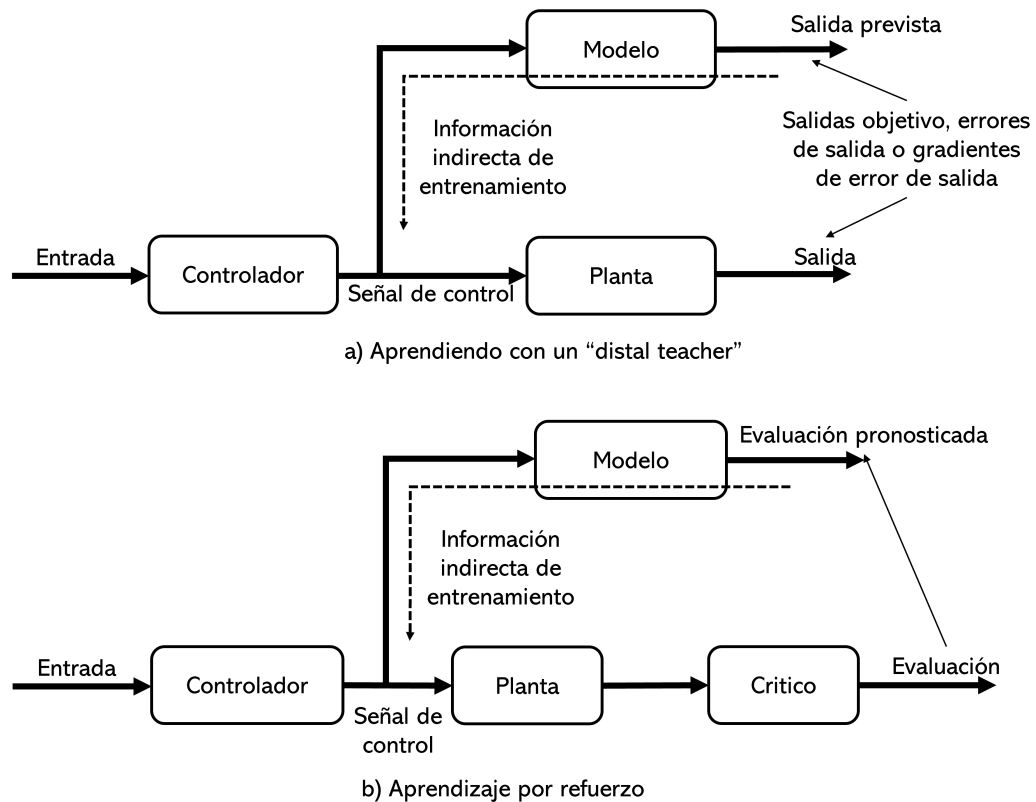 Salida prevista
Modelo
Información
indirecta de
entrenamiento
Salidas objetivo, errores
de salida o gradientes
de error de salida
Entrada
Controlador
Señal de control
Planta
Salida
a) Aprendiendo con un “distal teacher”
Evaluación pronosticada
Modelo
Información
indirecta de
entrenamiento
Entrada
Controlador
Señal de
control
Planta
Critico
Evaluación
b) Aprendizaje por refuerzo